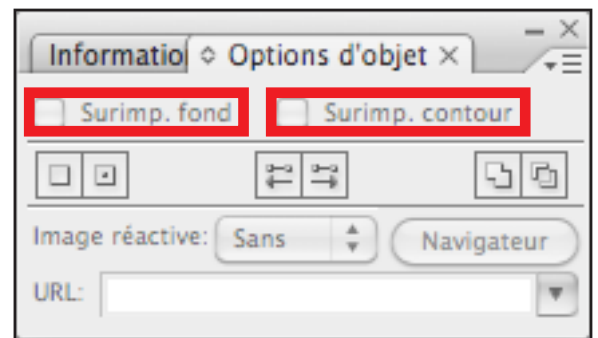 Informatio Options d'objet
Surimp. fond Surimp. contour
Image réactive: Sans Navigateur
URL: